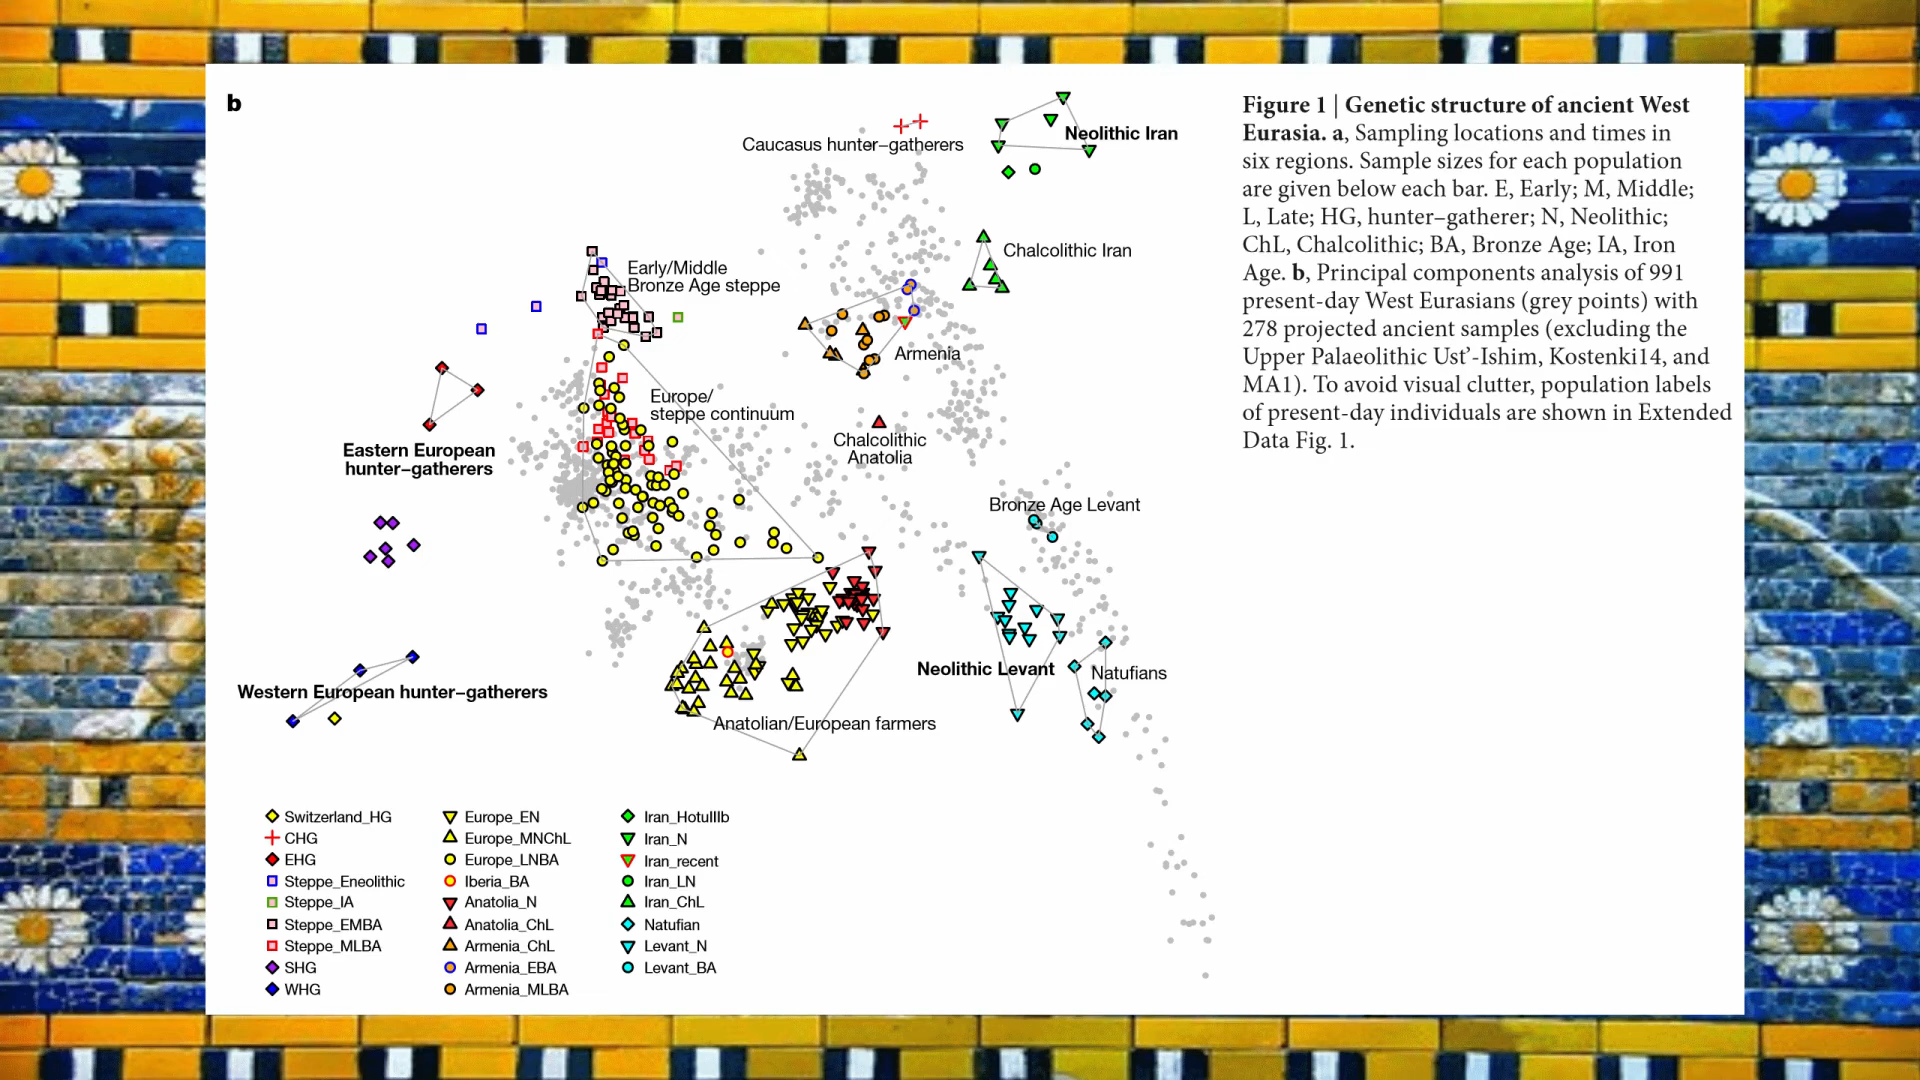 b
Figure 1 | Genetic structure of ancient West
Eurasia. a, Sampling locations and times in
six regions. Sample sizes for each population
are given below each bar. E, Early; M, Middle;
L, Late; HG, hunter–gatherer; N, Neolithic;
ChL, Chalcolithic; BA, Bronze Age; IA, Iron
Age. b, Principal components analysis of 991
present-day West Eurasians (grey points) with
278 projected ancient samples (excluding the
Upper Palaeolithic Ust’-Ishim, Kostenki14, and
MA1). To avoid visual clutter, population labels
of present-day individuals are shown in Extended
Data Fig. 1.
Caucasus hunter–gatherers
Neolithic Iran
Chalcolithic Iran
Early/Middle
Bronze Age steppe
Armenia
Europe/
steppe continuum
Chalcolithic
Anatolia
Eastern European
hunter–gatherers
Bronze Age Levant
Neolithic Levant
Natufians
Western European hunter–gatherers
Anatolian/European farmers
Switzerland_HG
CHG
EHG
Steppe_Eneolithic
Steppe_IA
Steppe_EMBA
Steppe_MLBA
SHG
WHG
Europe_EN
Europe_MNChL
Europe_LNBA
Iberia_BA
Anatolia_N
Anatolia_ChL
Armenia_ChL
Armenia_EBA
Armenia_MLBA
Iran_HotuIIIb
Iran_N
Iran_recent
Iran_LN
Iran_ChL
Natufian
Levant_N
Levant_BA